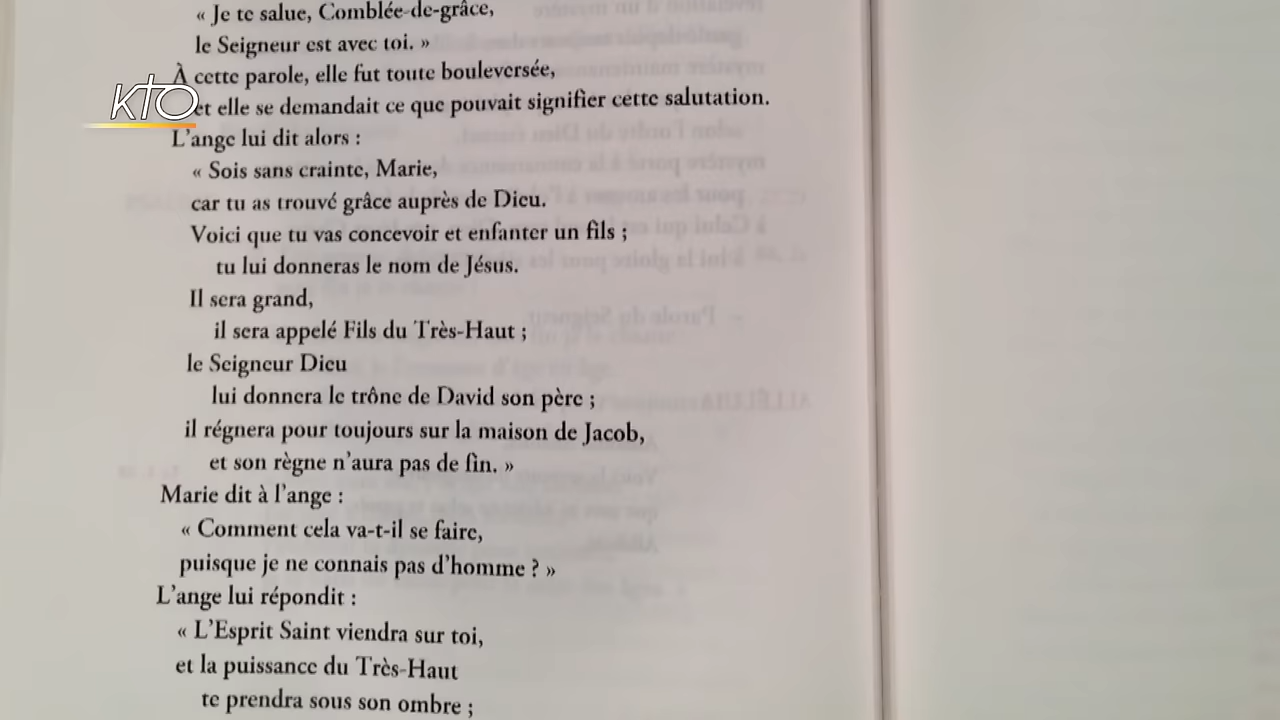 « Je te salue, Comblée-de-grâce,
le Seigneur est avec toi. »
À cette parole, elle fut toute bouleversée,
et elle se demandait ce que pouvait signifier cette salutation.
KTO
L'ange lui dit alors :
« Sois sans crainte, Marie,
car tu as trouvé grâce auprès de Dieu.
Voici que tu vas concevoir et enfanter un fils ;
tu lui donneras le nom de Jésus.
Il sera grand,
il sera appelé Fils du Très-Haut ;
le Seigneur Dieu
lui donnera le trône de David son père ;
il régnera pour toujours sur la maison de Jacob,
et son règne n'aura pas de fin. »
Marie dit à l'ange :
« Comment cela va-t-il se faire,
puisque je ne connais pas d'homme ? »
L'ange lui répondit :
« L'Esprit Saint viendra sur toi,
et la puissance du Très-Haut
te prendra sous son ombre ;